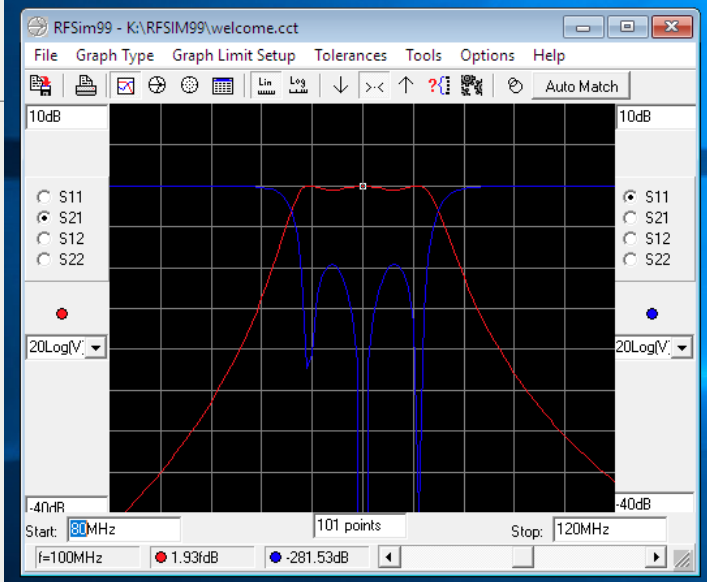 RFSim99 - K:\RFSIM99\welcome.cct
File Graph Type Graph Limit Setup Tolerances Tools Options Help
Lin Log ?{ Auto Match
10dB 10dB
S11 S11
S21 S21
S12 S12
S22 S22
20Log(V) 20Log(V)
-40dB -40dB
Start: 80MHz 101 points Stop: 120MHz
f=100MHz 1.93fdB -281.53dB